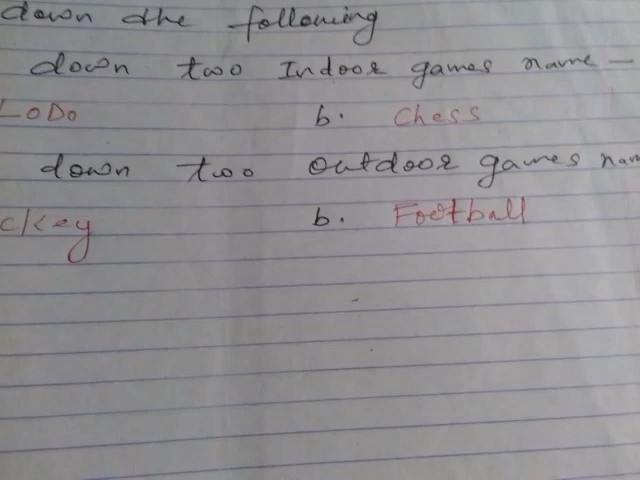 down the following
down two Indoor games name -
LoDo b. Chess
down two outdoor games nam
ckey b. Football